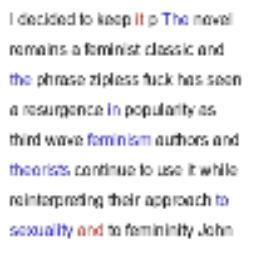 I decided to keep it p The novel
remains a feminist classic and
the phrase zipless fuck has seen
a resurgence in popularity as
third wave feminism authors and
theorists continue to use it while
reinterpreting their approach to
sexuality and to femininity John